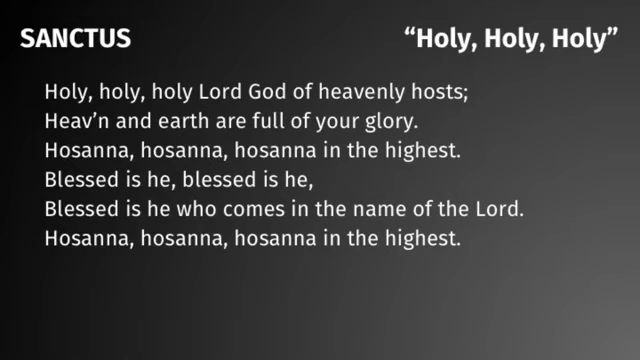 SANCTUS “Holy, Holy, Holy”
Holy, holy, holy Lord God of heavenly hosts;
Heav’n and earth are full of your glory.
Hosanna, hosanna, hosanna in the highest.
Blessed is he, blessed is he,
Blessed is he who comes in the name of the Lord.
Hosanna, hosanna, hosanna in the highest.